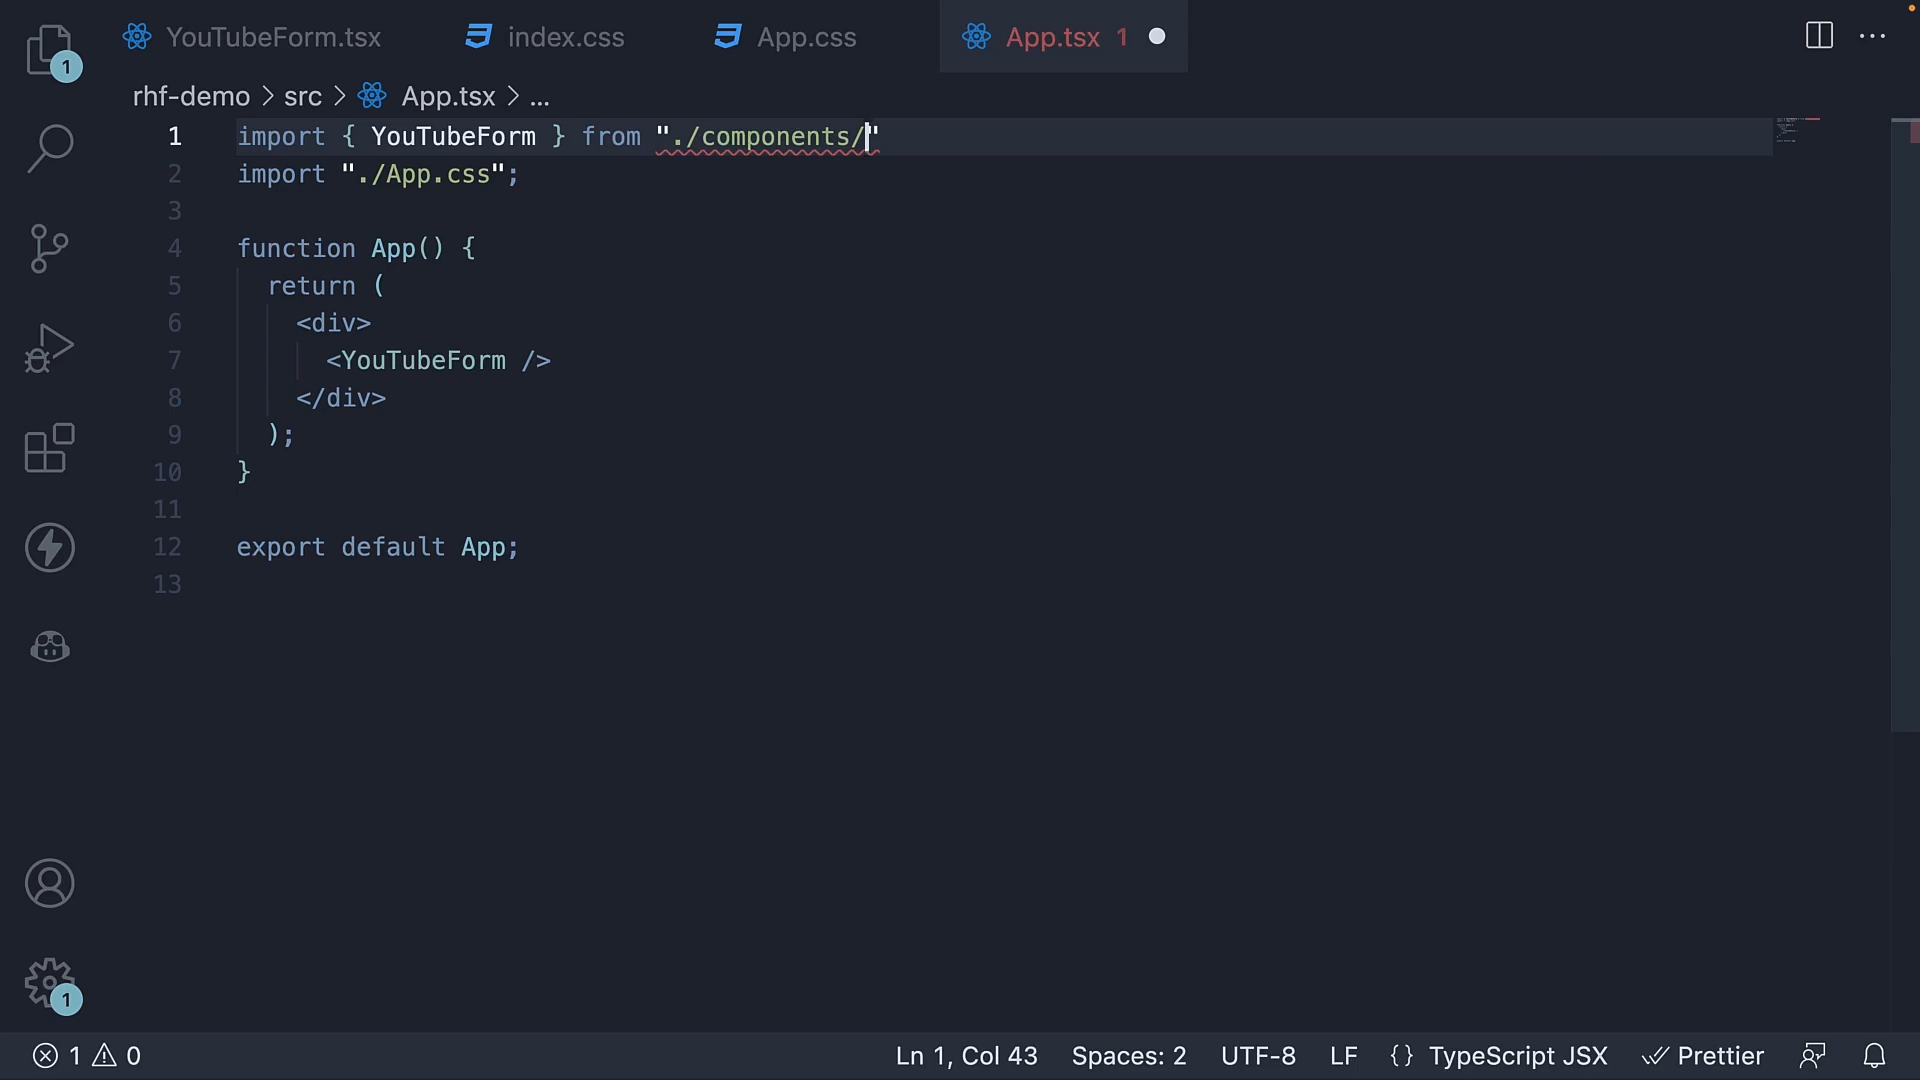 YouTubeForm.tsx index.css App.css App.tsx 1
1
rhf-demo > src > App.tsx > ...
1 import { YouTubeForm } from "./components/"
2 import "./App.css";
3
4 function App() {
5 return (
6 <div>
7 <YouTubeForm />
8 </div>
9 );
10 }
11
12 export default App;
13
1
1 0 Ln 1, Col 43 Spaces: 2 UTF-8 LF {} TypeScript JSX Prettier